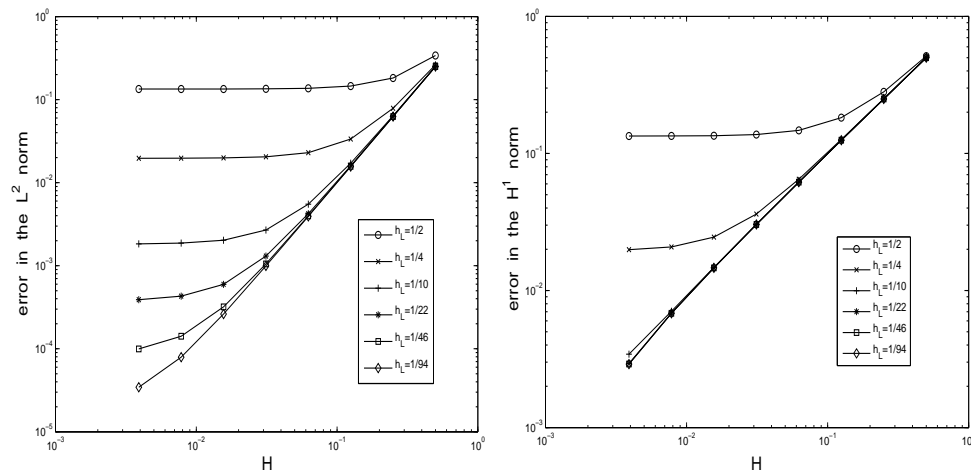 10^0
10^-1
10^-2
10^-3
10^-4
10^-5
error in the L^2 norm
10^-3
10^-2
10^-1
10^0
H
h_L=1/2
h_L=1/4
h_L=1/10
h_L=1/22
h_L=1/46
h_L=1/94
10^0
10^-1
10^-2
10^-3
error in the H^1 norm
10^-3
10^-2
10^-1
10^0
H
h_L=1/2
h_L=1/4
h_L=1/10
h_L=1/22
h_L=1/46
h_L=1/94